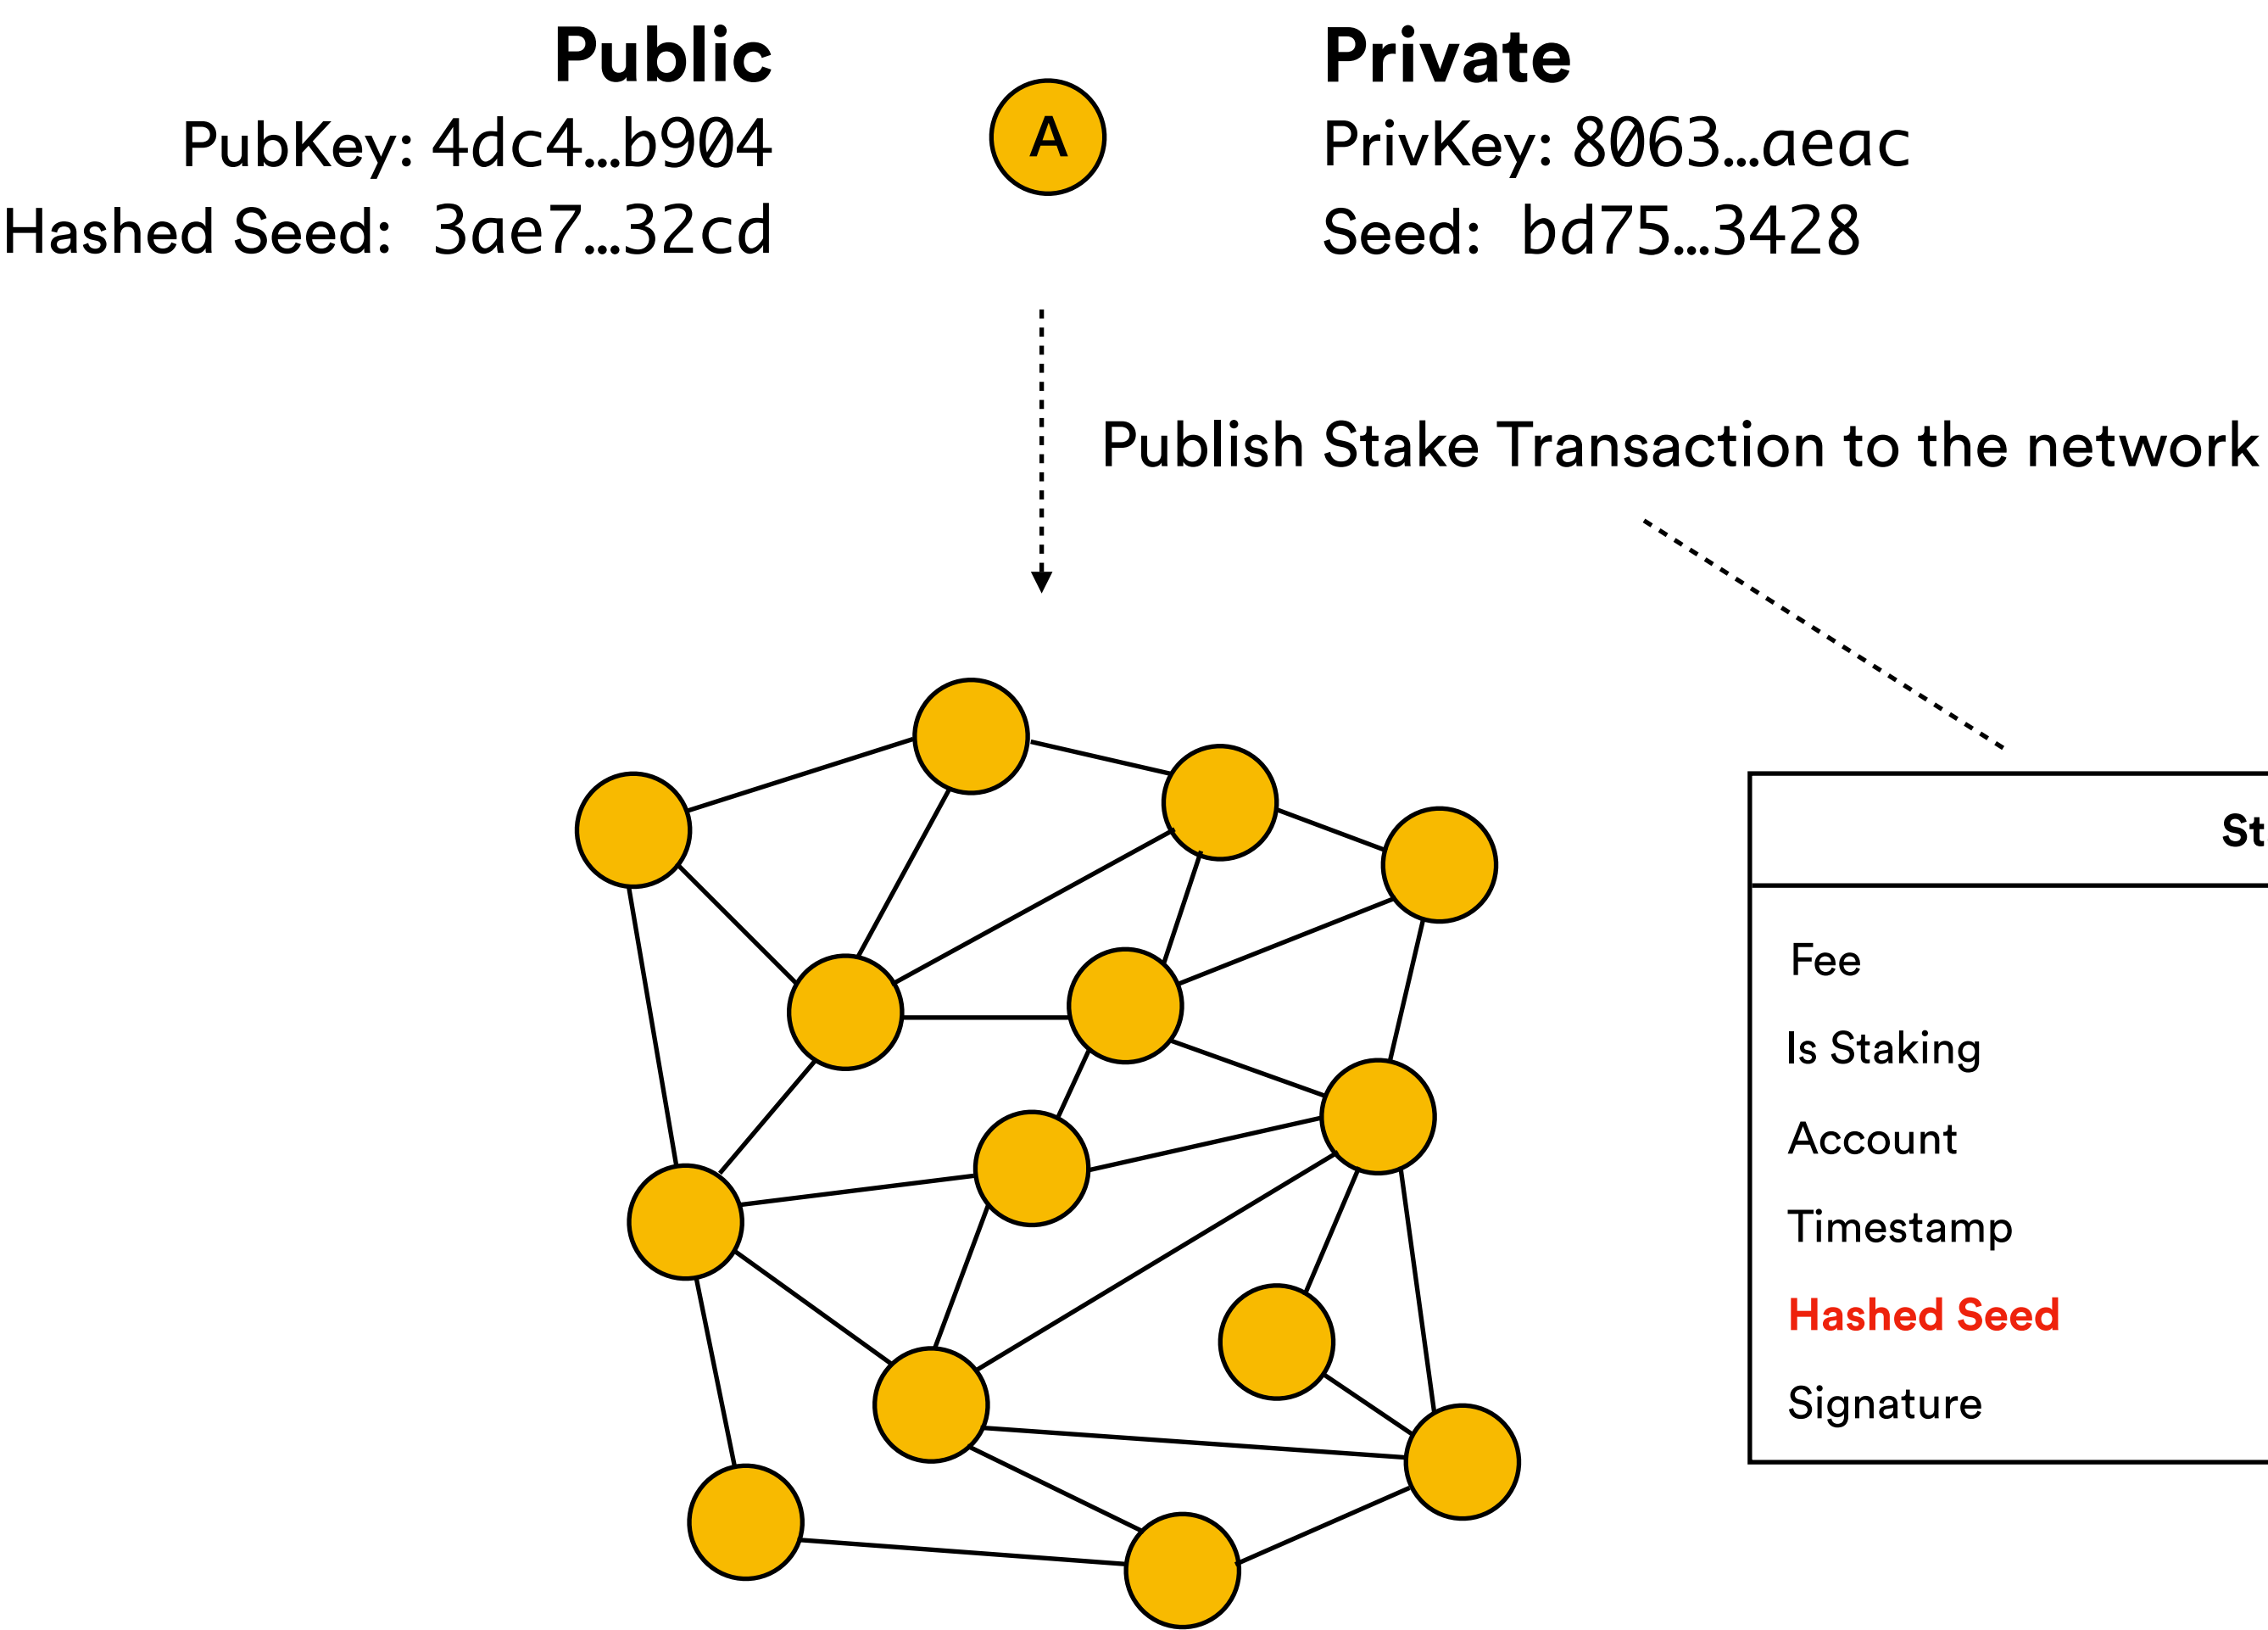 Public
PubKey: 4dc4…b904
Hashed Seed: 3ae7…32cd
A
Private
PrivKey: 8063…aeac
Seed: bd75…3428
Publish Stake Transaction to the network
St
Fee
Is Staking
Account
Timestamp
Hashed Seed
Signature